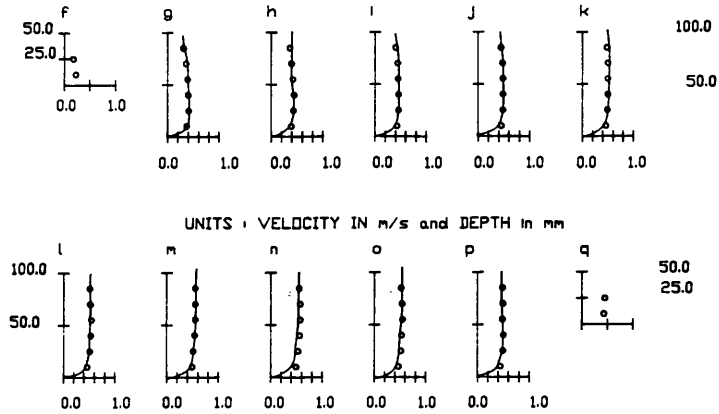 f g h i j k
50.0 100.0
25.0
50.0
0.0 1.0 0.0 1.0 0.0 1.0 0.0 1.0 0.0 1.0 0.0 1.0
UNITS : VELOCITY IN m/s and DEPTH in mm
l m n o p q
100.0 50.0
25.0
50.0
0.0 1.0 0.0 1.0 0.0 1.0 0.0 1.0 0.0 1.0